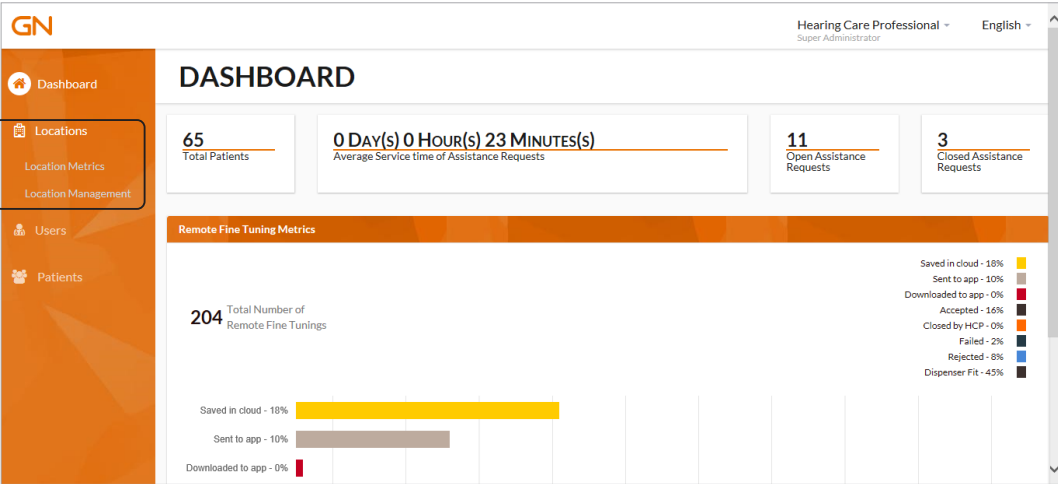 GN
Hearing Care Professional
Super Administrator
English
Dashboard
Locations
Location Metrics
Location Management
Users
Patients
DASHBOARD
65
Total Patients
0 DAY(S) 0 HOUR(S) 23 MINUTES(S)
Average Service time of Assistance Requests
11
Open Assistance
Requests
3
Closed Assistance
Requests
Remote Fine Tuning Metrics
204 Total Number of
Remote Fine Tunings
Saved in cloud - 18%
Sent to app - 10%
Downloaded to app - 0%
Accepted - 16%
Closed by HCP - 0%
Failed - 2%
Rejected - 8%
Dispenser Fit - 45%
Saved in cloud - 18%
Sent to app - 10%
Downloaded to app - 0%